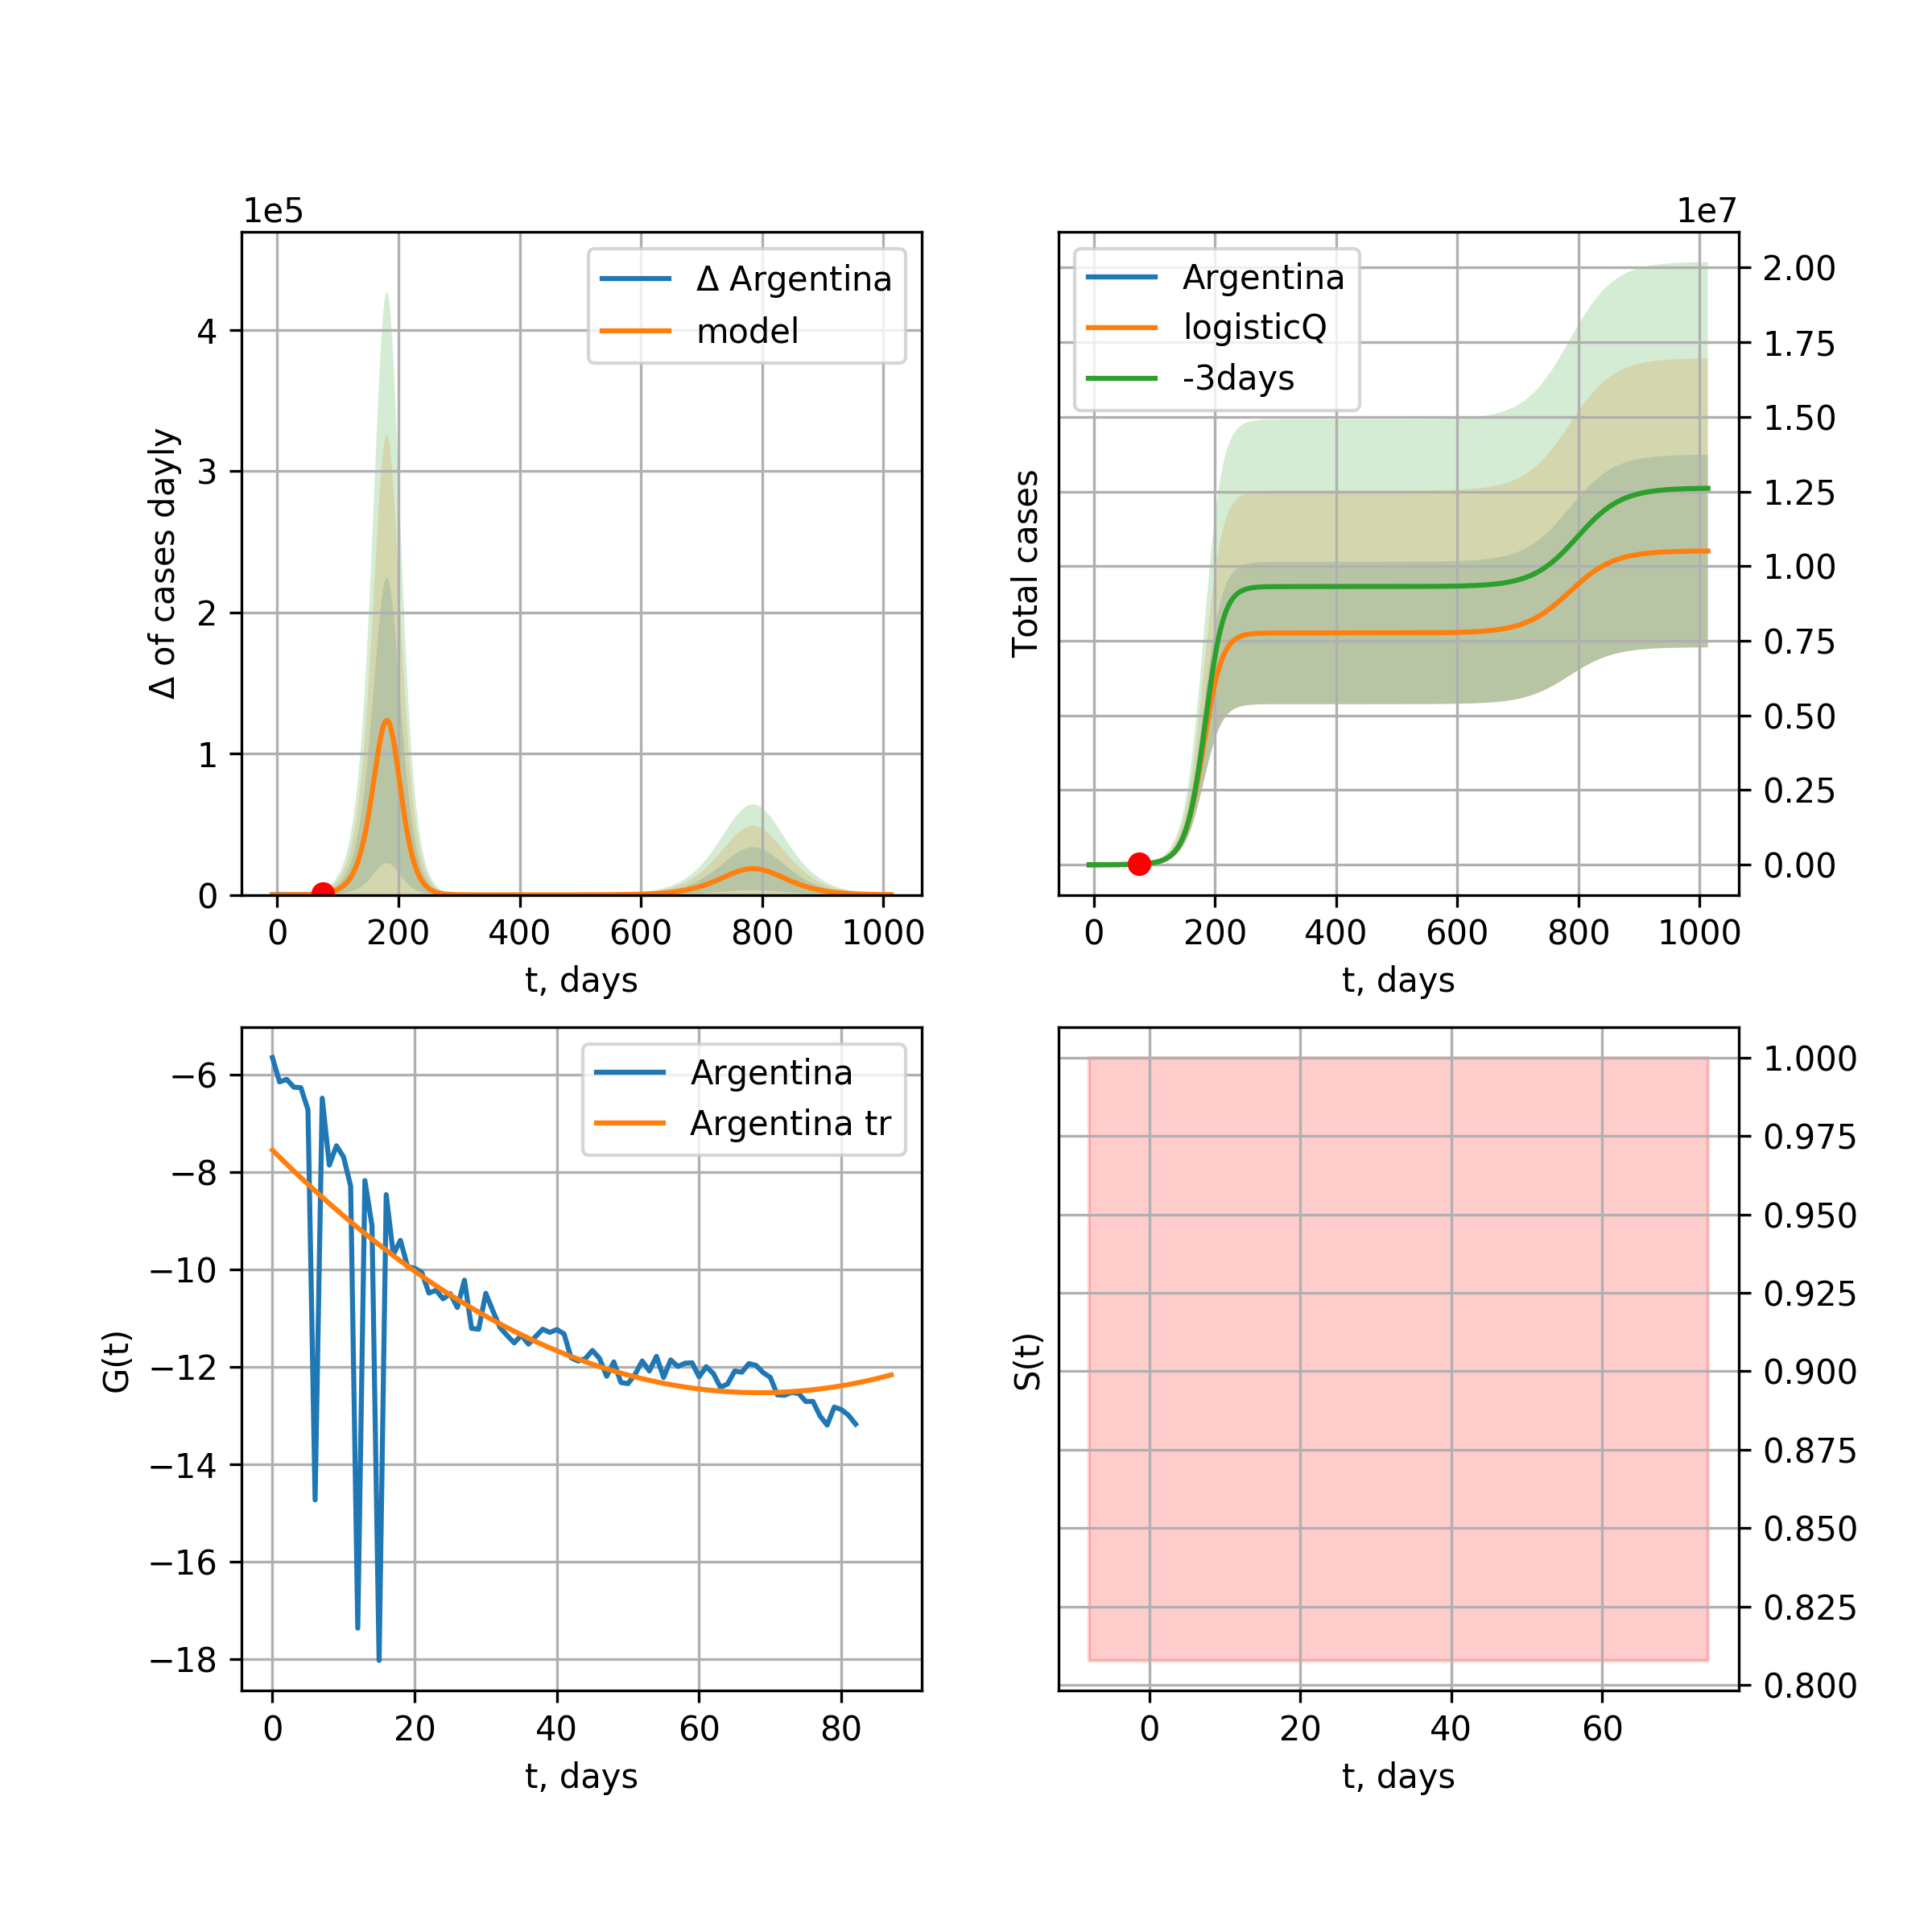 1e5
Δ of cases dayly
4
3
2
1
0
Δ Argentina
model
0 200 400 600 800 1000
t, days
1e7
Total cases
Argentina
logisticQ
-3days
2.00
1.75
1.50
1.25
1.00
0.75
0.50
0.25
0.00
0 200 400 600 800 1000
t, days
G(t)
−6
−8
−10
−12
−14
−16
−18
Argentina
Argentina tr
0 20 40 60 80
t, days
S(t)
1.000
0.975
0.950
0.925
0.900
0.875
0.850
0.825
0.800
0 20 40 60
t, days